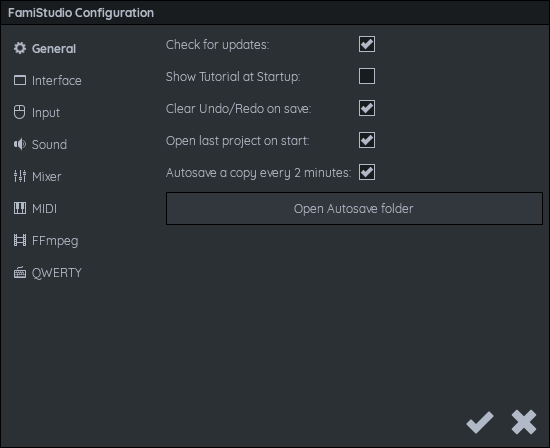 FamiStudio Configuration
General
Interface
Input
Sound
Mixer
MIDI
FFmpeg
QWERTY
Check for updates:
Show Tutorial at Startup:
Clear Undo/Redo on save:
Open last project on start:
Autosave a copy every 2 minutes:
Open Autosave folder